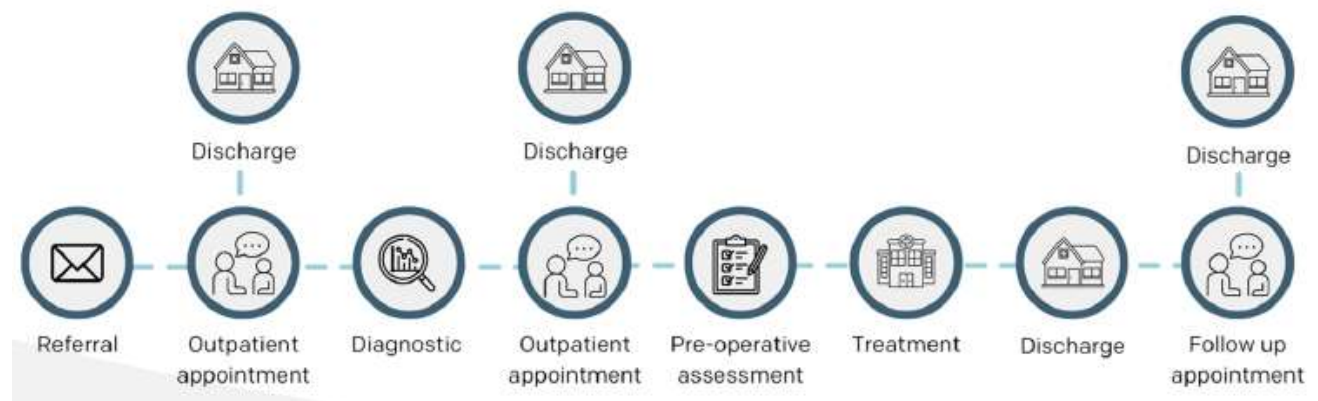 Discharge
Discharge
Discharge
Referral
Outpatient
appointment
Diagnostic
Outpatient
appointment
Pre-operative
assessment
Treatment
Discharge
Follow up
appointment